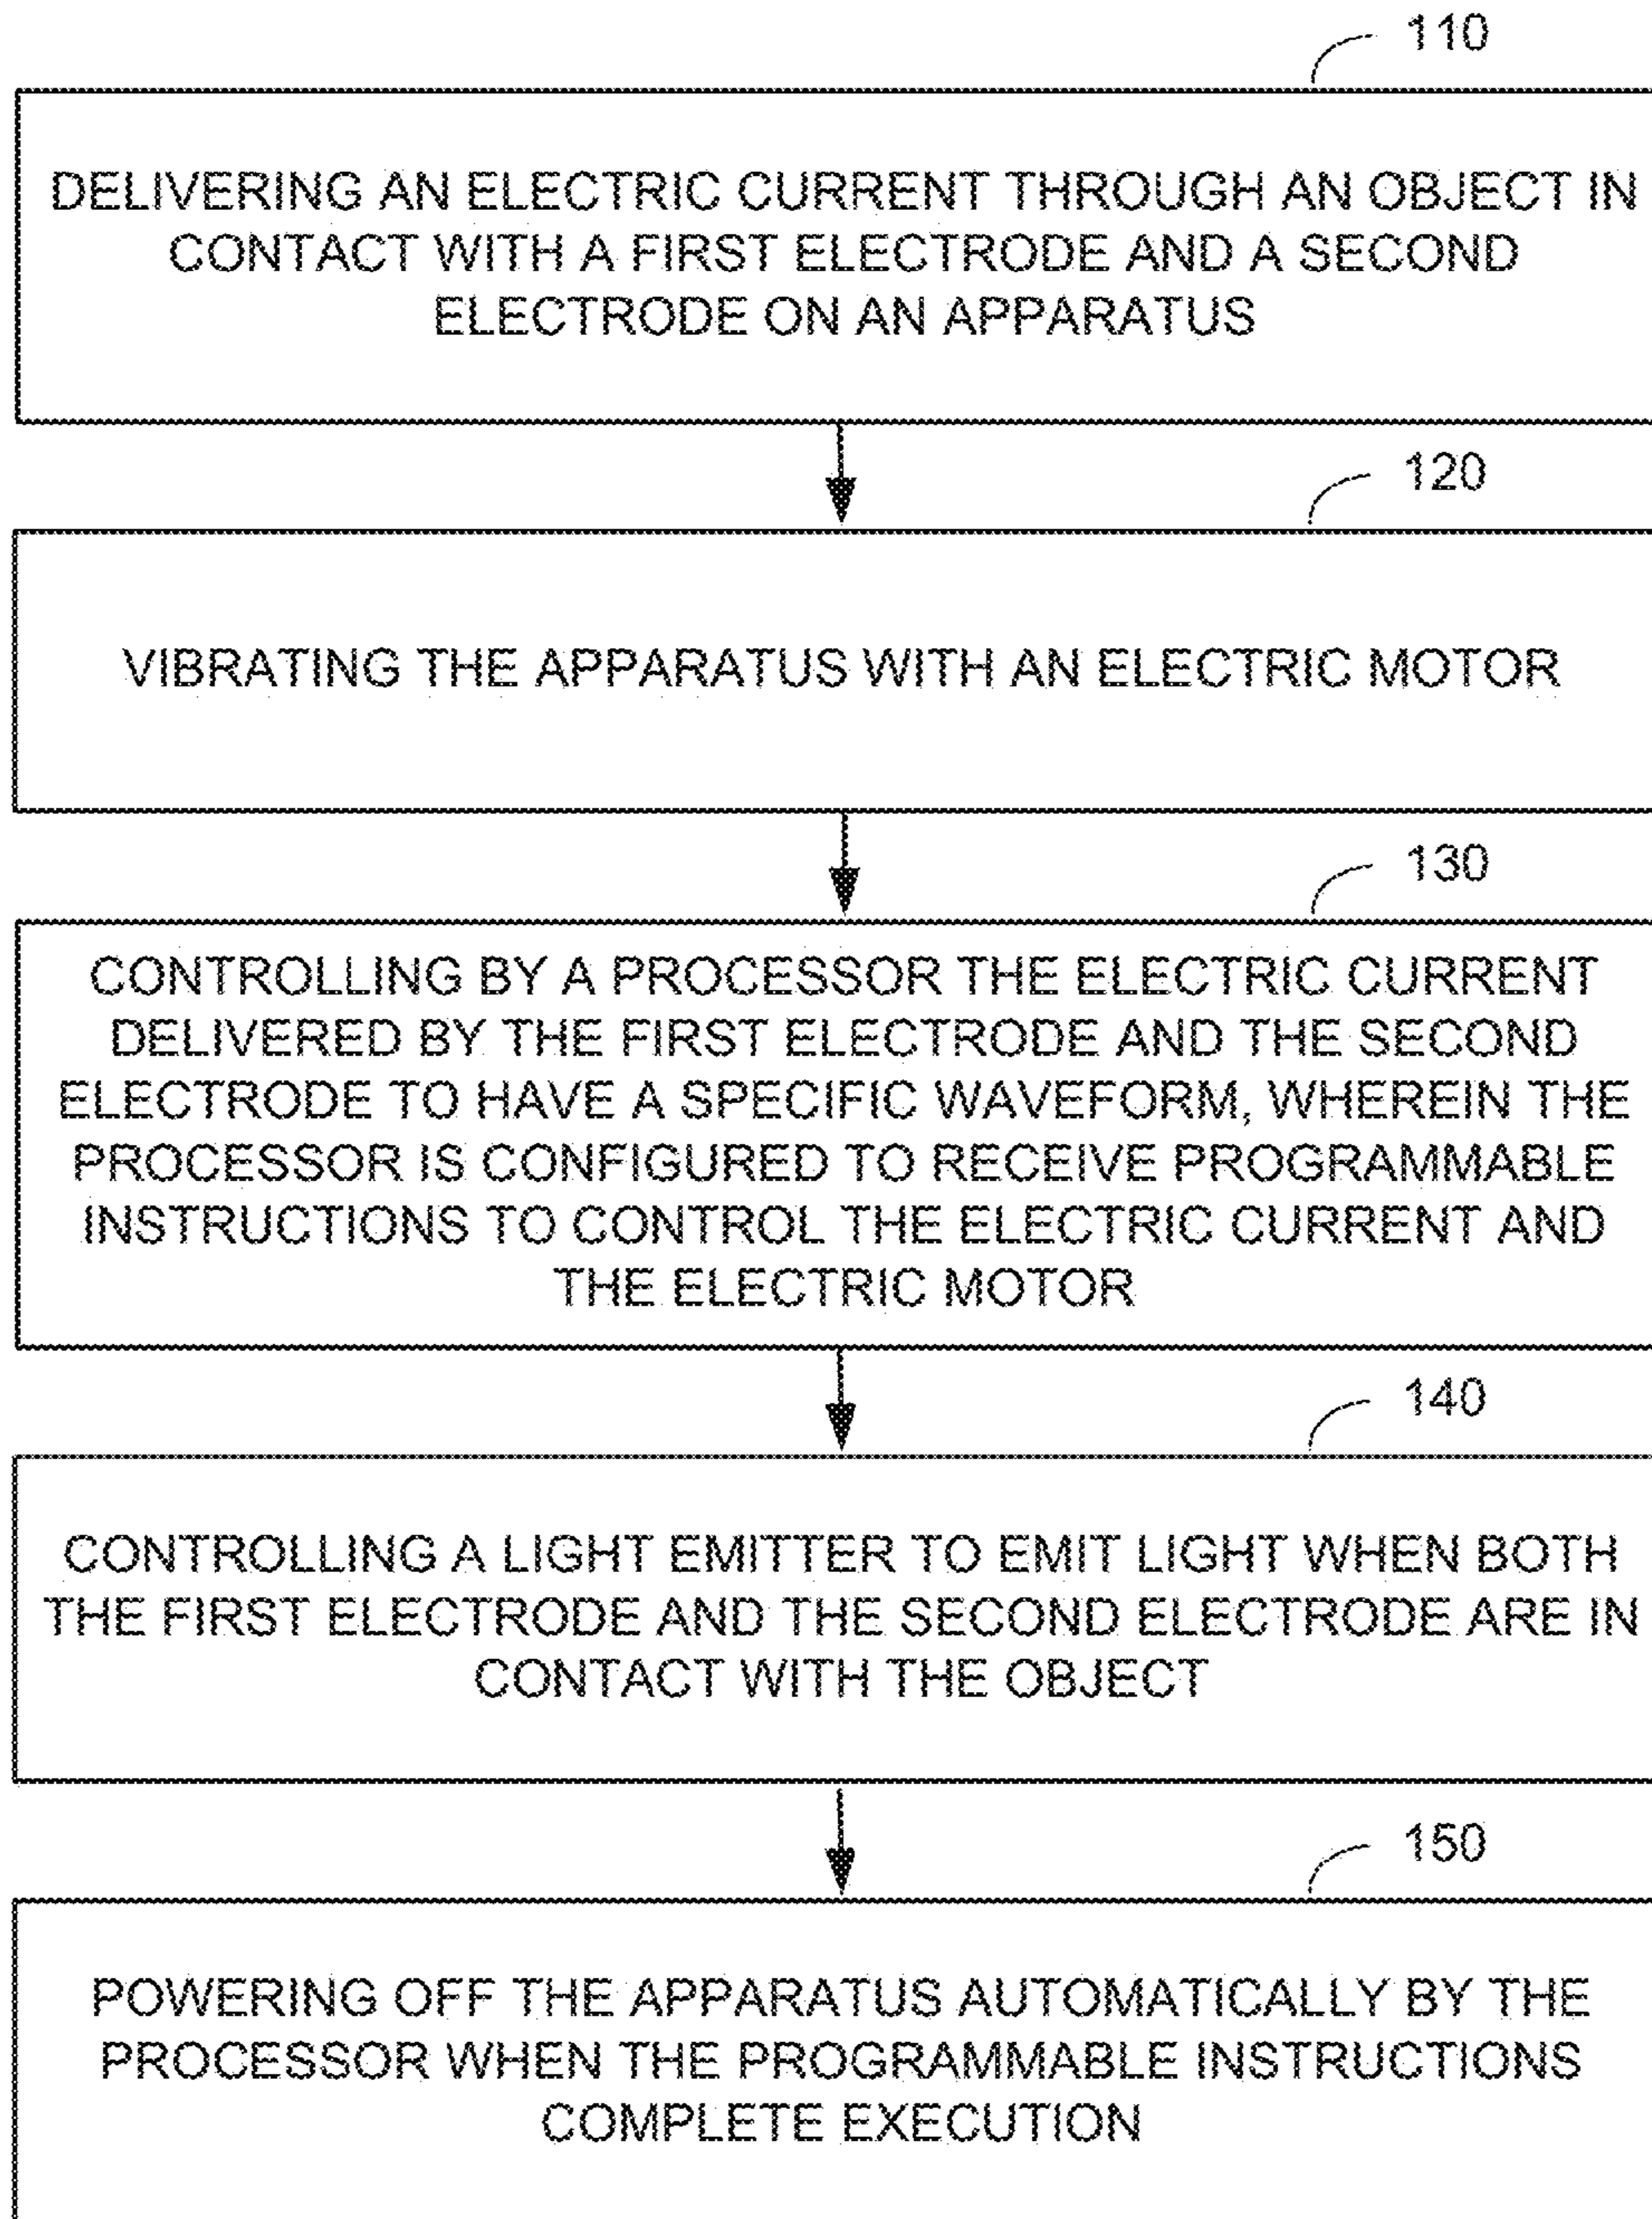 110
DELIVERING AN ELECTRIC CURRENT THROUGH AN OBJECT IN
CONTACT WITH A FIRST ELECTRODE AND A SECOND
ELECTRODE ON AN APPARATUS
120
VIBRATING THE APPARATUS WITH AN ELECTRIC MOTOR
130
CONTROLLING BY A PROCESSOR THE ELECTRIC CURRENT
DELIVERED BY THE FIRST ELECTRODE AND THE SECOND
ELECTRODE TO HAVE A SPECIFIC WAVEFORM, WHEREIN THE
PROCESSOR IS CONFIGURED TO RECEIVE PROGRAMMABLE
INSTRUCTIONS TO CONTROL THE ELECTRIC CURRENT AND
THE ELECTRIC MOTOR
140
CONTROLLING A LIGHT EMITTER TO EMIT LIGHT WHEN BOTH
THE FIRST ELECTRODE AND THE SECOND ELECTRODE ARE IN
CONTACT WITH THE OBJECT
150
POWERING OFF THE APPARATUS AUTOMATICALLY BY THE
PROCESSOR WHEN THE PROGRAMMABLE INSTRUCTIONS
COMPLETE EXECUTION